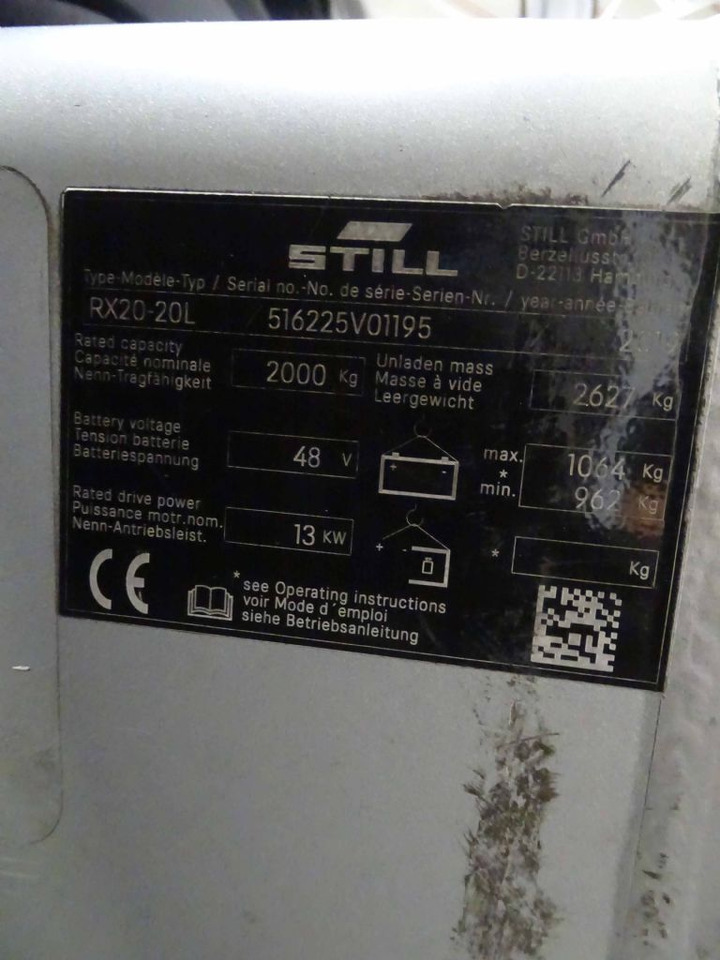 STILL
STILL GmbH
D-22113
Type-Modèle-Typ / Serial no.-No. de série-Serien-Nr. / year-année-
RX20-20L 516225V01195
Rated capacity
Capacité nominale
Nenn-Tragfähigkeit
2000 Kg
Unladen mass
Masse à vide
Leergewicht
2627 Kg
Battery voltage
Tension batterie
Batteriespannung
48 V
+ -
max. 1064 Kg
*
min. 962 Kg
Rated drive power
Puissance motr.nom.
Nenn-Antriebsleist.
13 KW
+ -
* Kg
CE
* see Operating instructions
voir Mode d´emploi
siehe Betriebsanleitung